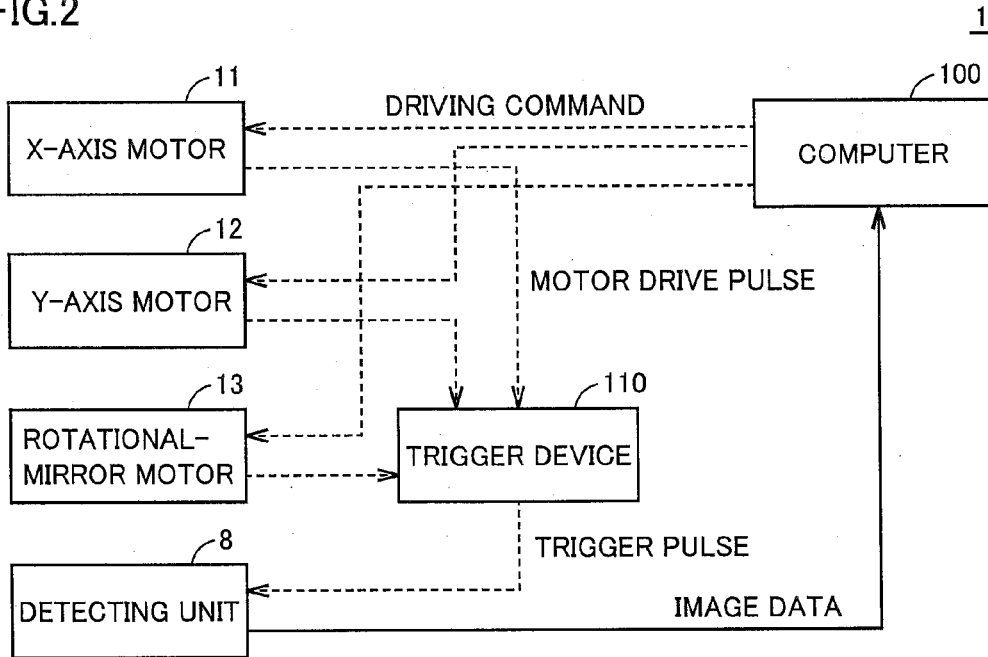 FIG.2
1
11
X-AXIS MOTOR
DRIVING COMMAND
100
COMPUTER
12
Y-AXIS MOTOR
MOTOR DRIVE PULSE
13
ROTATIONAL-
MIRROR MOTOR
110
TRIGGER DEVICE
8
DETECTING UNIT
TRIGGER PULSE
IMAGE DATA